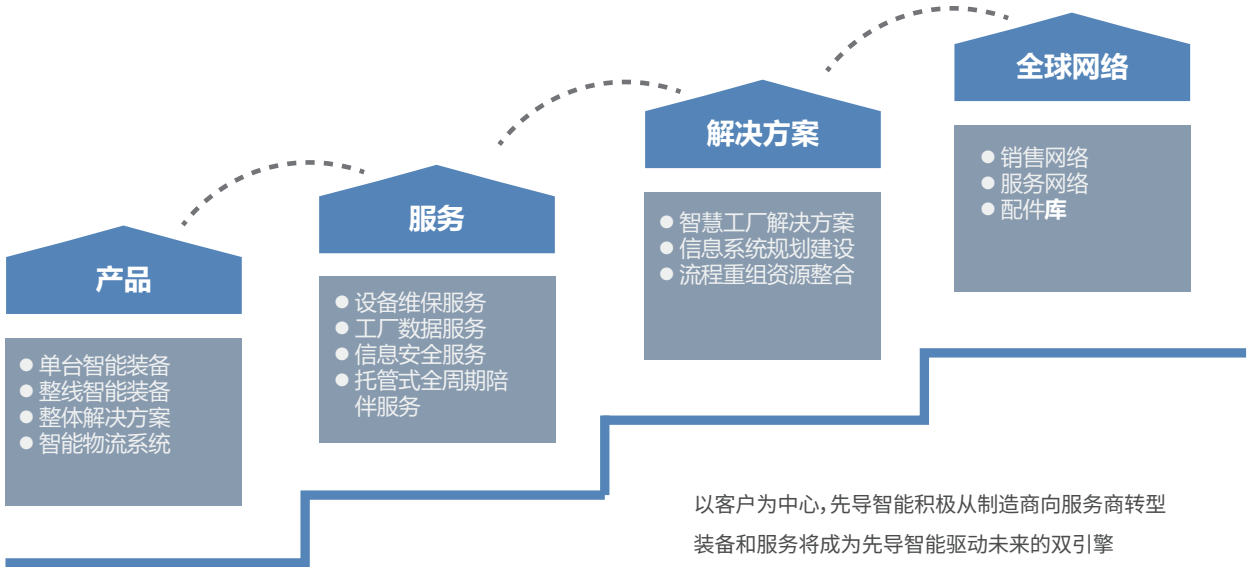 产品
● 单台智能装备
● 整线智能装备
● 整体解决方案
● 智能物流系统
服务
● 设备维保服务
● 工厂数据服务
● 信息安全服务
● 托管式全周期陪
伴服务
解决方案
● 智慧工厂解决方案
● 信息系统规划建设
● 流程重组资源整合
全球网络
● 销售网络
● 服务网络
● 配件库
以客户为中心,先导智能积极从制造商向服务商转型
装备和服务将成为先导智能驱动未来的双引擎